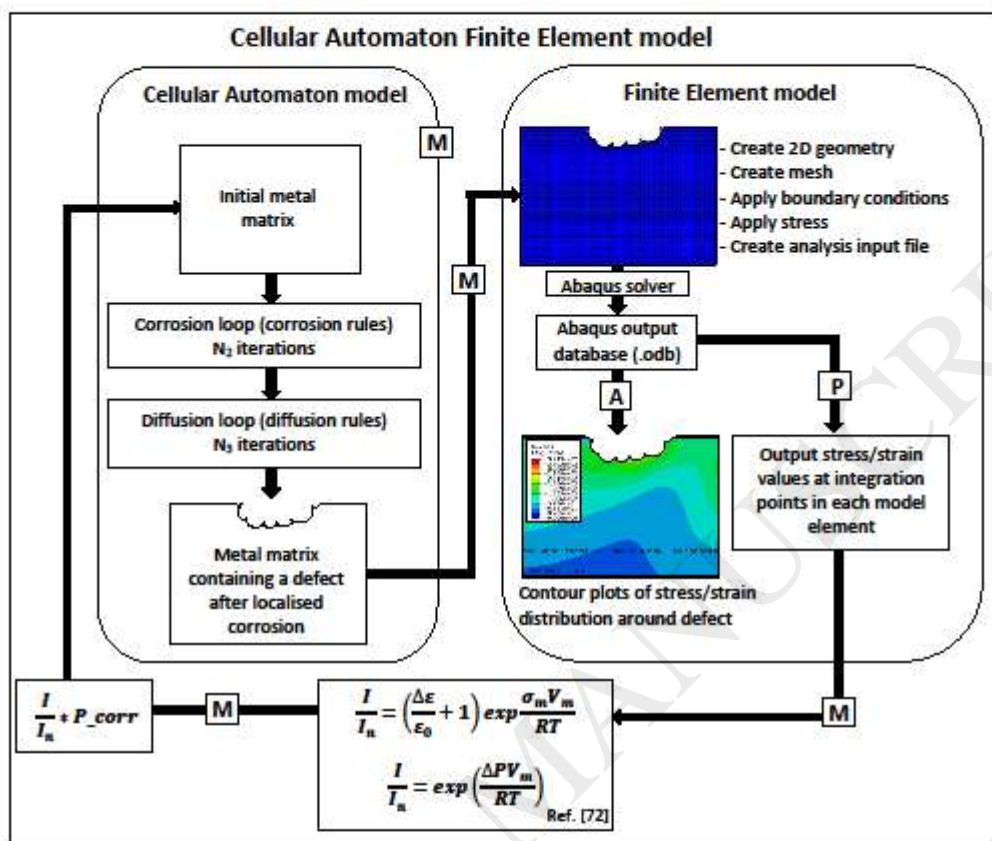 Cellular Automaton Finite Element model
Cellular Automaton model
M
Initial metal
matrix
Corrosion loop (corrosion rules)
N₂ iterations
Diffusion loop (diffusion rules)
N₃ iterations
Metal matrix
containing a defect
after localised
corrosion
M
Finite Element model
- Create 2D geometry
- Create mesh
- Apply boundary conditions
- Apply stress
- Create analysis input file
Abaqus solver
Abaqus output
database (.odb)
A
P
Contour plots of stress/strain
distribution around defect
Output stress/strain
values at integration
points in each model
element
M
I/Iₙ = (Δε/ε₀ + 1) exp σₘVₘ/RT
I/Iₙ = exp (ΔPVₘ/RT)
Ref. [72]
M
I/Iₙ * P_corr
MANUSCRI